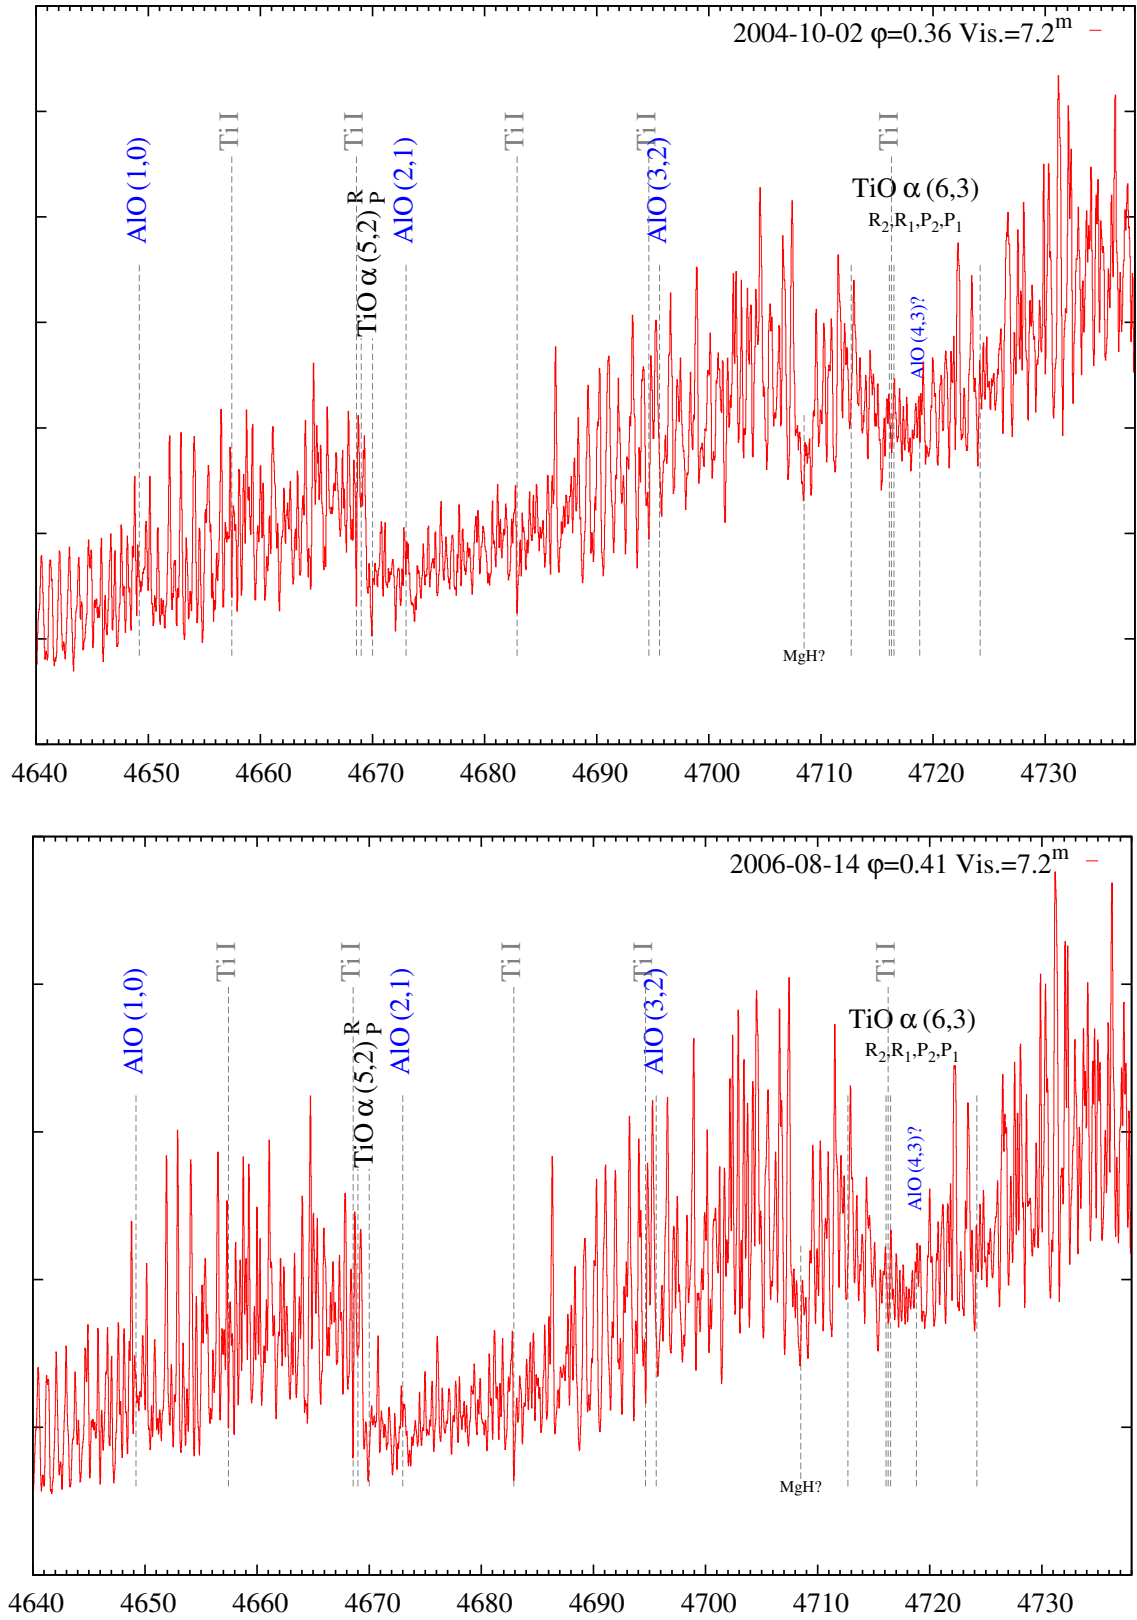 2004-10-02 φ=0.36 Vis.=7.2ᵐ
Ti I
Ti I
Ti I
Ti I
Ti I
AlO (1,0)
TiO α (5,2) R P
AlO (2,1)
AlO (3,2)
TiO α (6,3)
R₂,R₁,P₂,P₁
AlO (4,3)?
MgH?
4640 4650 4660 4670 4680 4690 4700 4710 4720 4730
2006-08-14 φ=0.41 Vis.=7.2ᵐ
Ti I
Ti I
Ti I
Ti I
Ti I
AlO (1,0)
TiO α (5,2) R P
AlO (2,1)
AlO (3,2)
TiO α (6,3)
R₂,R₁,P₂,P₁
AlO (4,3)?
MgH?
4640 4650 4660 4670 4680 4690 4700 4710 4720 4730